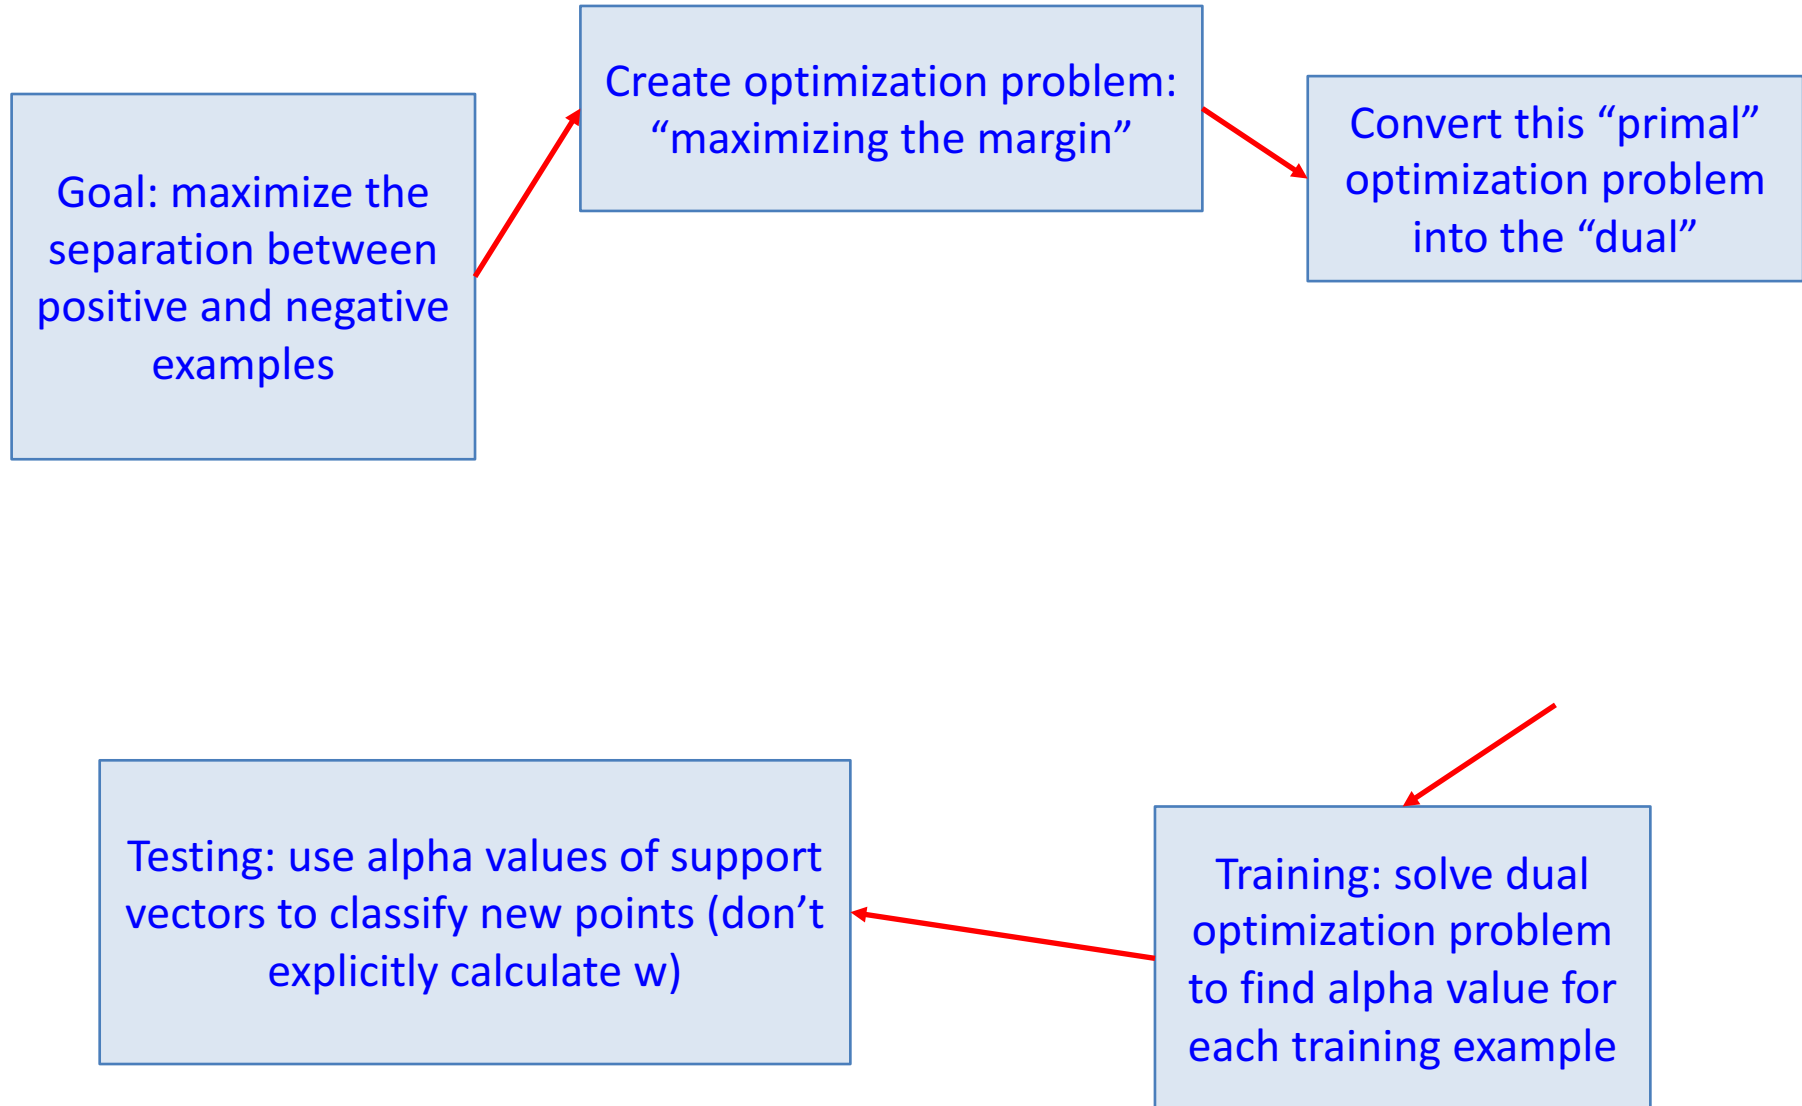 Goal: maximize the
separation between
positive and negative
examples
Create optimization problem:
“maximizing the margin”
Convert this “primal”
optimization problem
into the “dual”
Training: solve dual
optimization problem
to find alpha value for
each training example
Testing: use alpha values of support
vectors to classify new points (don’t
explicitly calculate w)